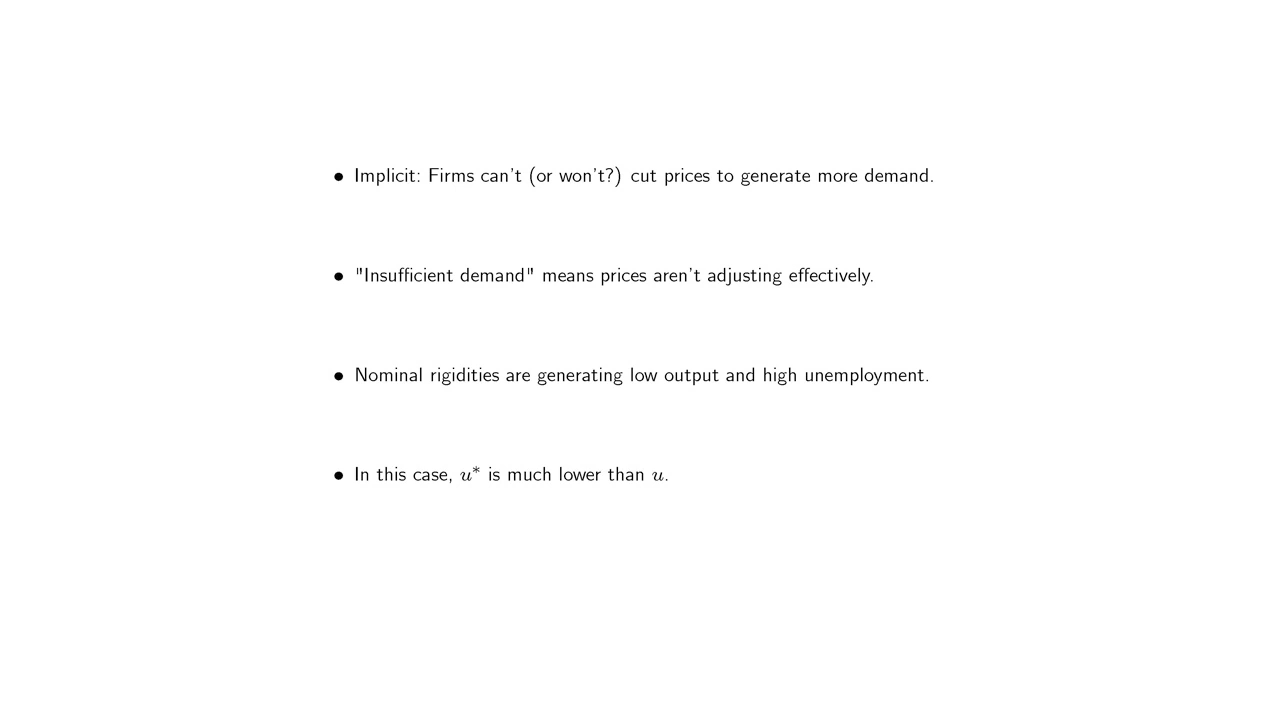 • Implicit: Firms can't (or won't?) cut prices to generate more demand.
• "Insufficient demand" means prices aren't adjusting effectively.
• Nominal rigidities are generating low output and high unemployment.
• In this case, u* is much lower than u.